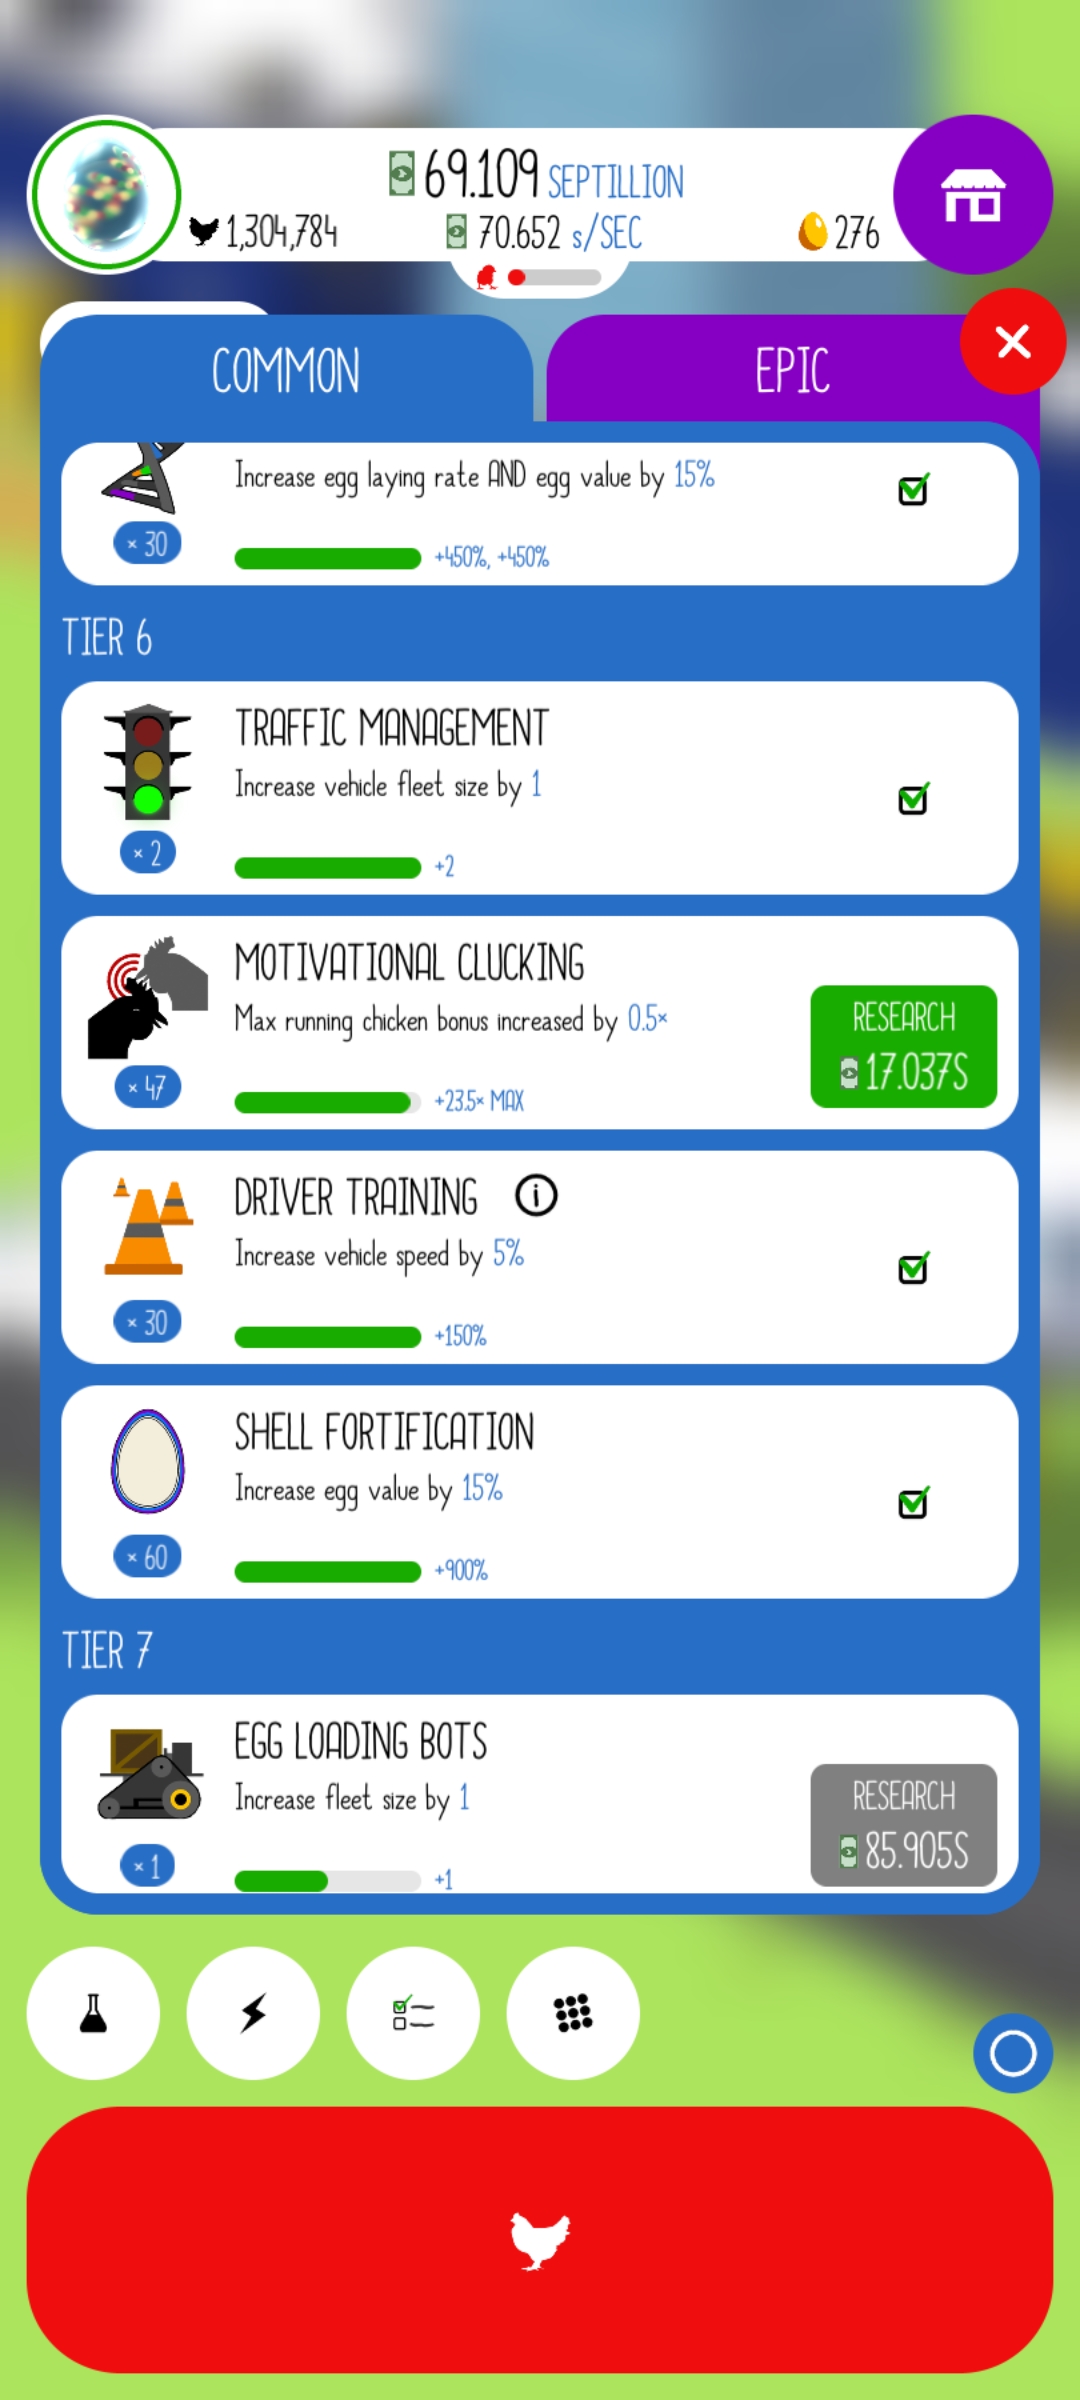 69.109 SEPTILLION
1,304,784 70.652 s/SEC 276
COMMON EPIC
Increase egg laying rate AND egg value by 15%
× 30 +450%, +450%
TIER 6
TRAFFIC MANAGEMENT
Increase vehicle fleet size by 1
× 2 +2
MOTIVATIONAL CLUCKING
Max running chicken bonus increased by 0.5×
RESEARCH
17.037S
× 47 +23.5× MAX
DRIVER TRAINING i
Increase vehicle speed by 5%
× 30 +150%
SHELL FORTIFICATION
Increase egg value by 15%
× 60 +900%
TIER 7
EGG LOADING BOTS
Increase fleet size by 1
RESEARCH
85.905S
× 1 +1